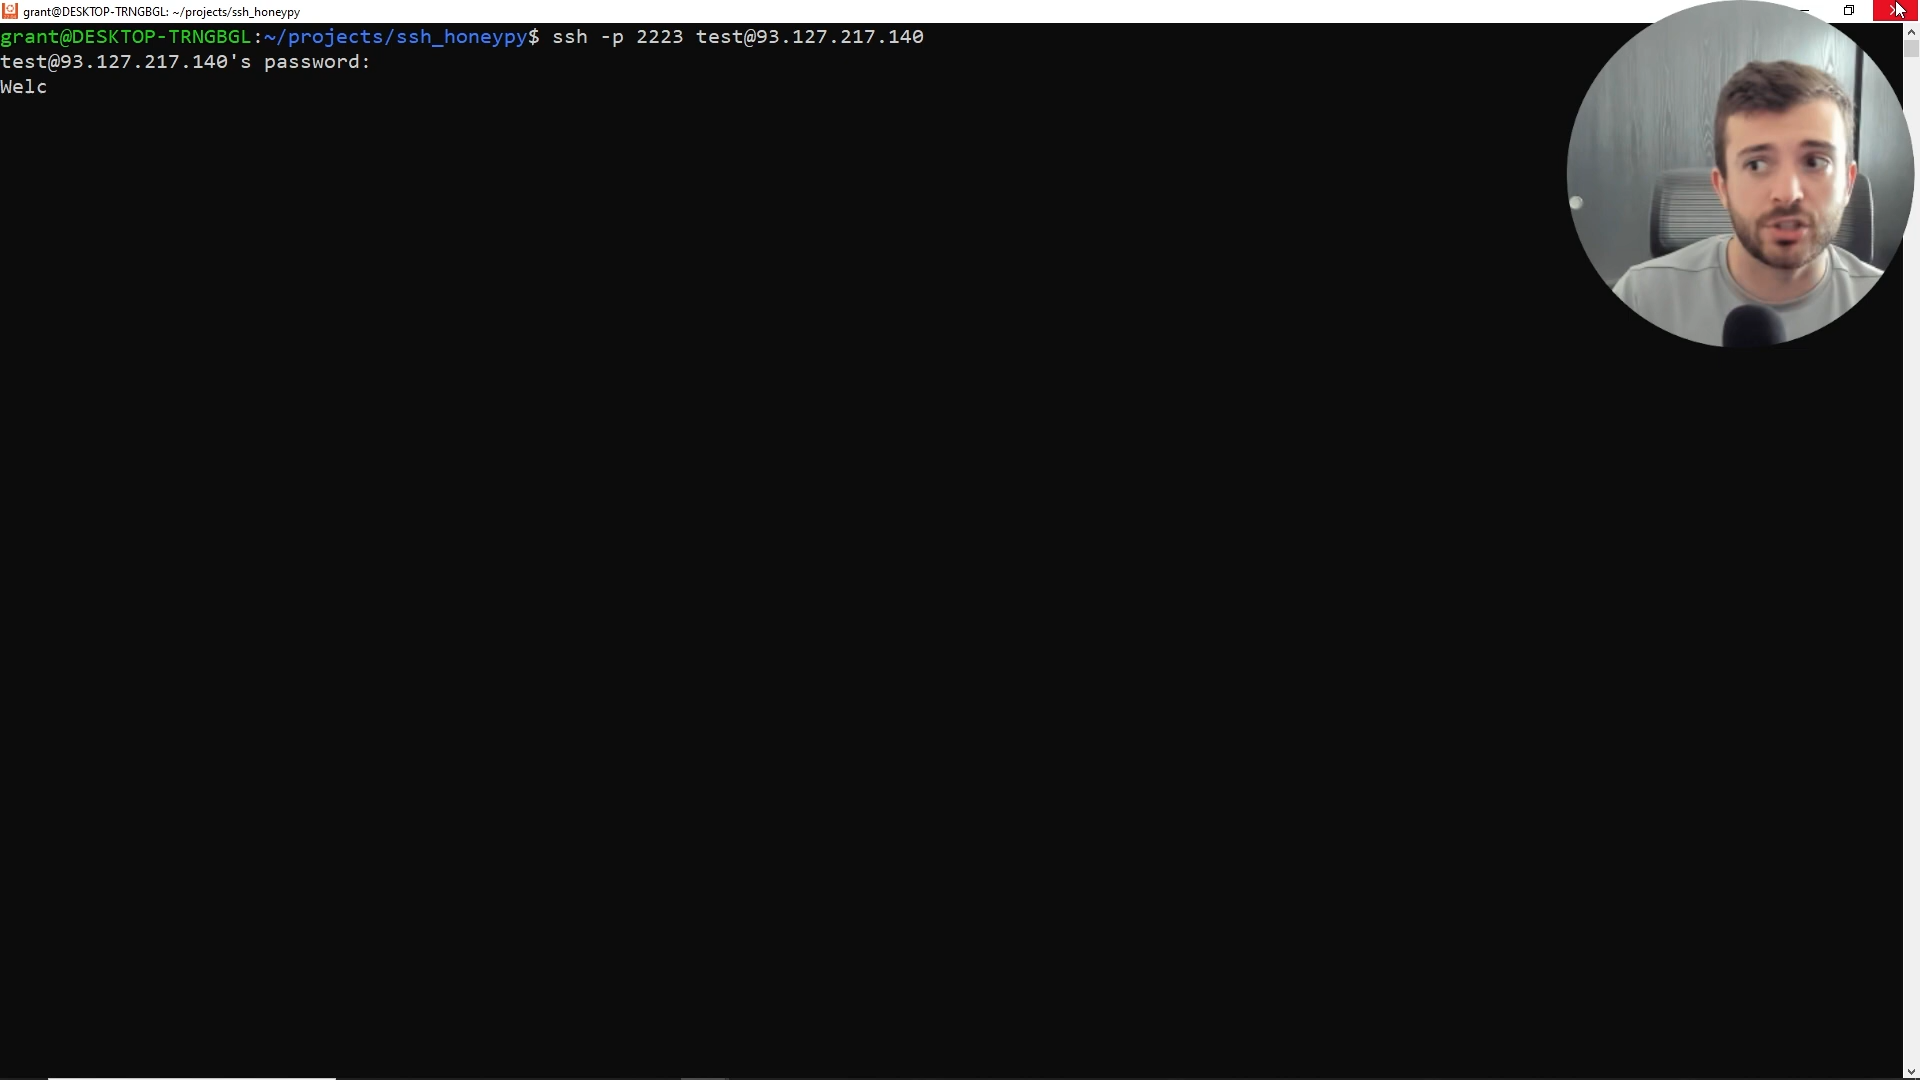 grant@DESKTOP-TRNGBGL: ~/projects/ssh_honeypy
grant@DESKTOP-TRNGBGL:~/projects/ssh_honeypy$ ssh -p 2223 test@93.127.217.140
test@93.127.217.140's password:
Welc